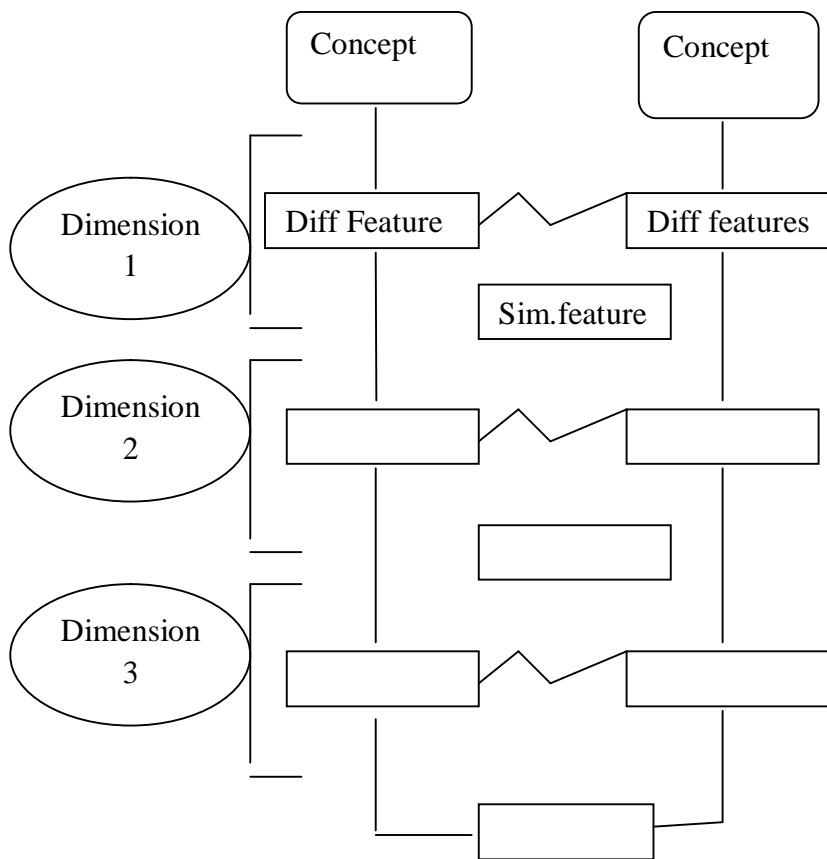 Concept
Concept
Dimension
1
Diff Feature
Diff features
Sim.feature
Dimension
2
Dimension
3